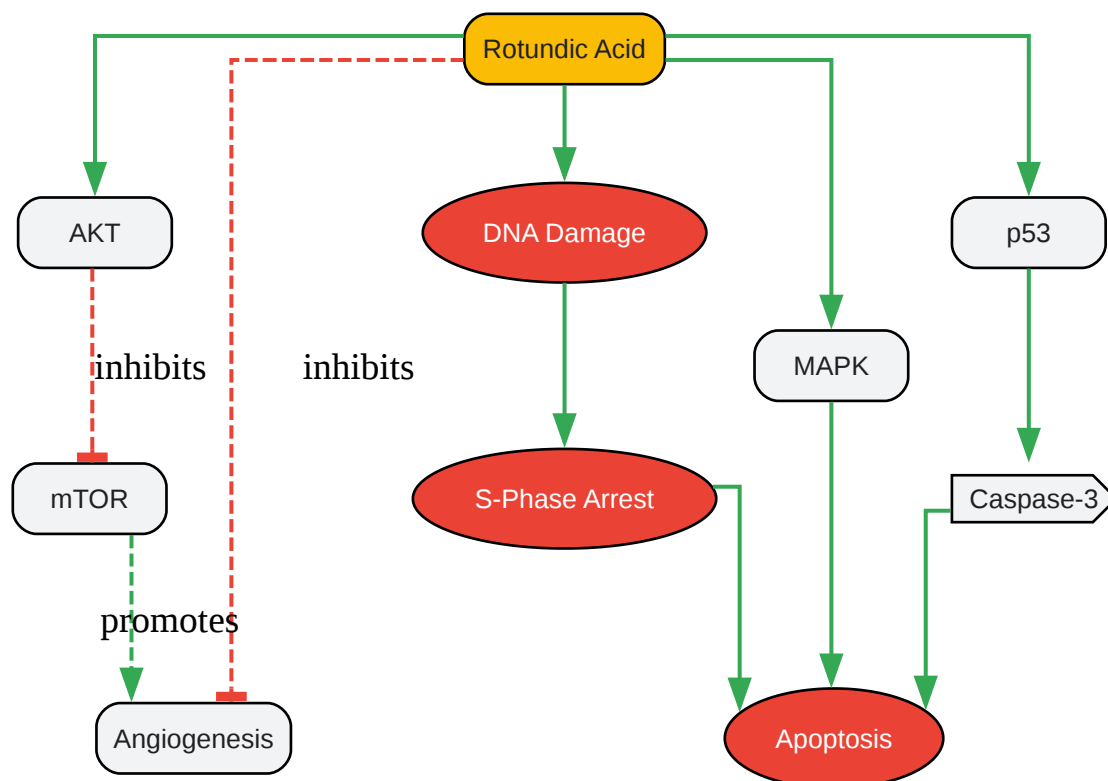 Rotundic Acid
AKT
DNA Damage
p53
inhibits
inhibits
MAPK
mTOR
S-Phase Arrest
Caspase-3
promotes
Angiogenesis
Apoptosis